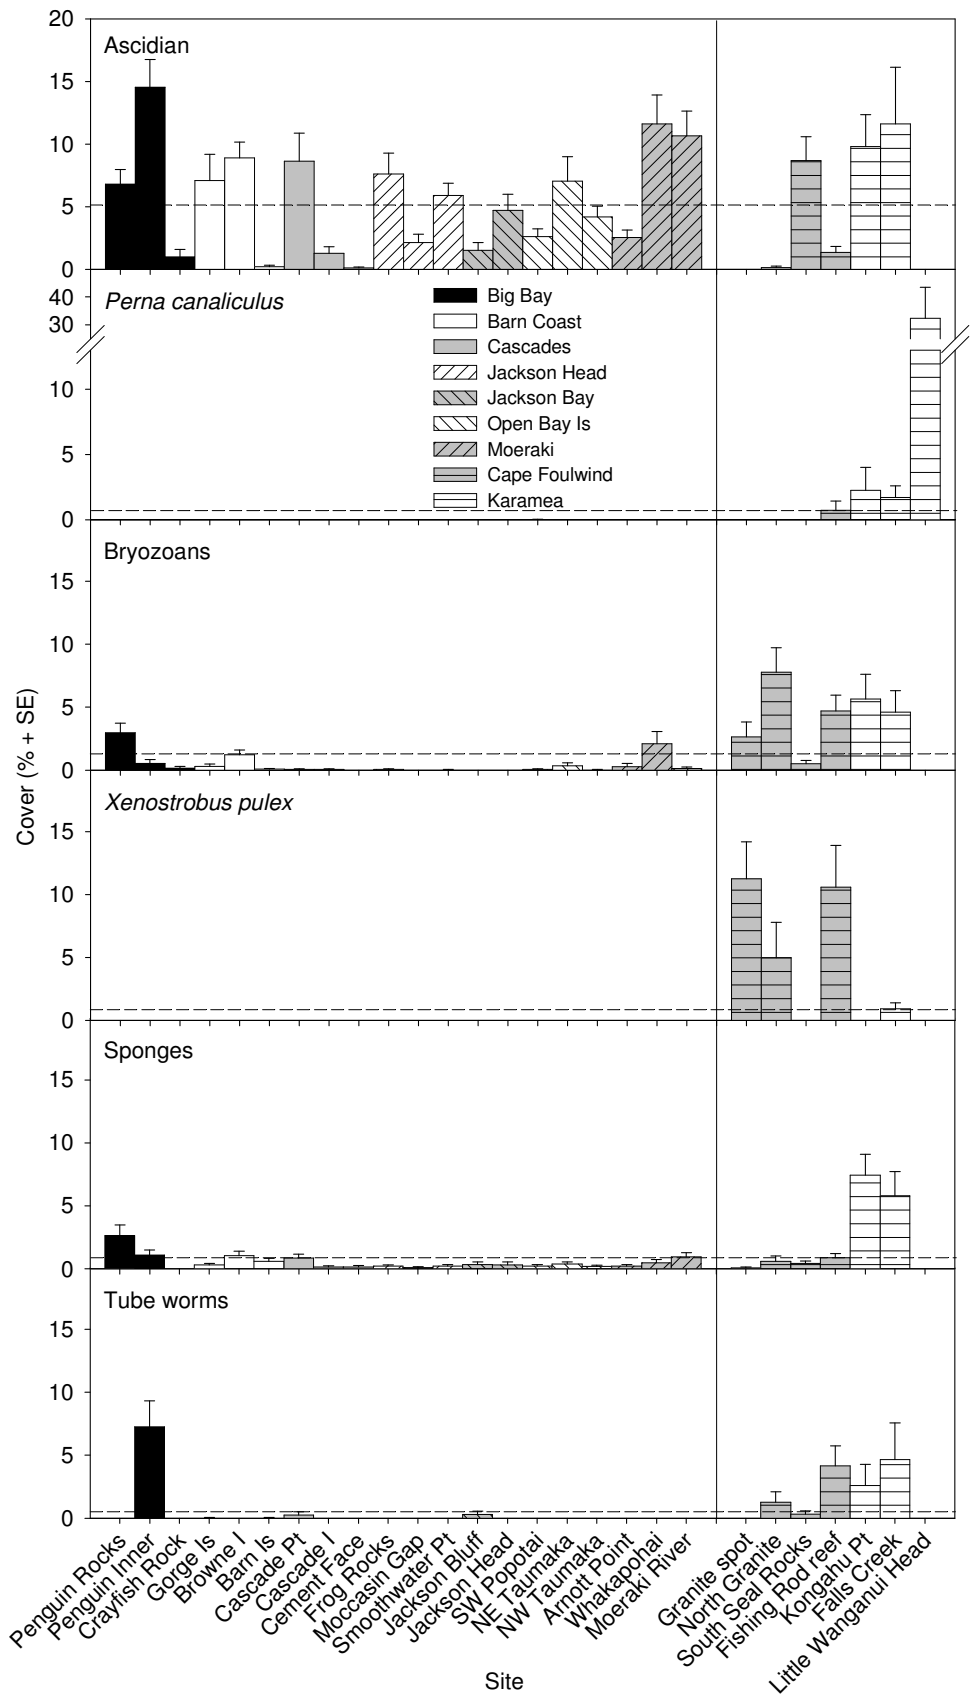 20
Ascidian
15
10
5
0
Perna canaliculus
40
30
10
5
0
Big Bay
Barn Coast
Cascades
Jackson Head
Jackson Bay
Open Bay Is
Moeraki
Cape Foulwind
Karamea
Bryozoans
15
10
5
0
Cover (% + SE)
Xenostrobus pulex
15
10
5
0
Sponges
15
10
5
0
Tube worms
15
10
5
0
Penguin Rocks
Penguin Inner
Crayfish Rock
Gorge Is
Browne I
Barn Is
Cascade Pt
Cascade I
Cement Face
Frog Rocks
Moccasin Gap
Smoothwater Pt
Jackson Bluff
Jackson Head
SW Popotai
NE Taumaka
NW Taumaka
Arnott Point
Whakapohai
Moeraki River
Granite spot
North Granite
South Seal Rocks
Fishing Rod reef
Kongahu Pt
Falls Creek
Little Wanganui Head
Site